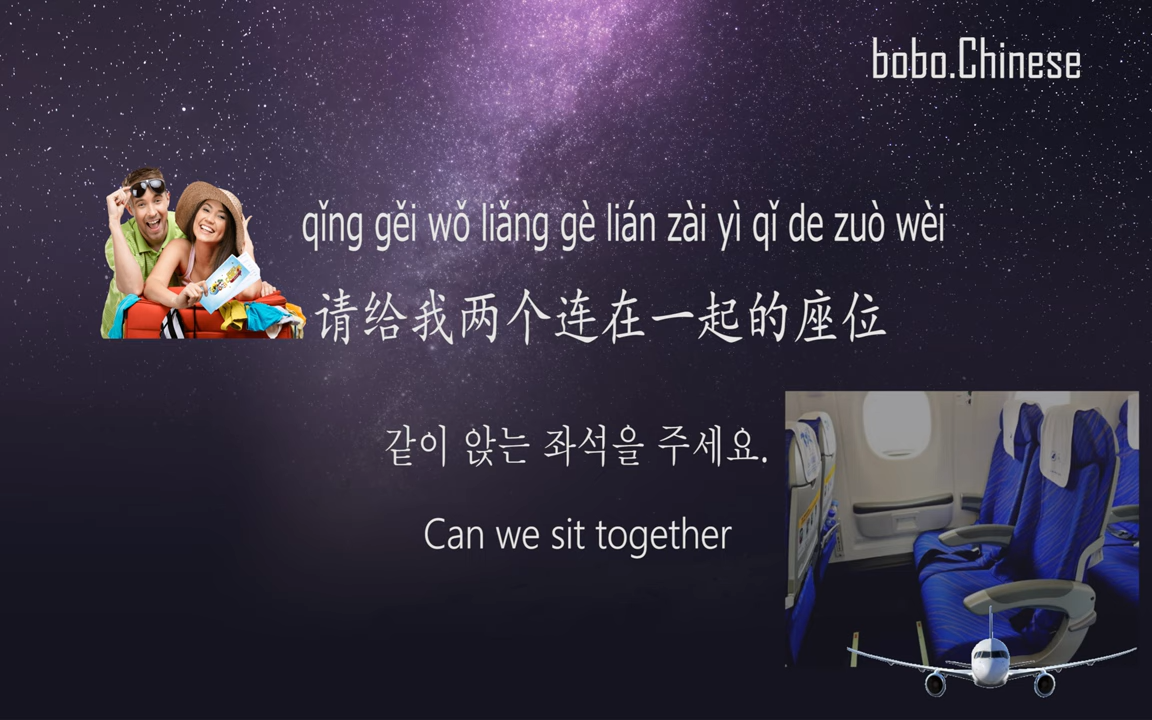 bobo.Chinese
qǐng gěi wǒ liǎng gè lián zài yì qǐ de zuò wèi
请给我两个连在一起的座位
같이 앉는 좌석을 주세요.
Can we sit together